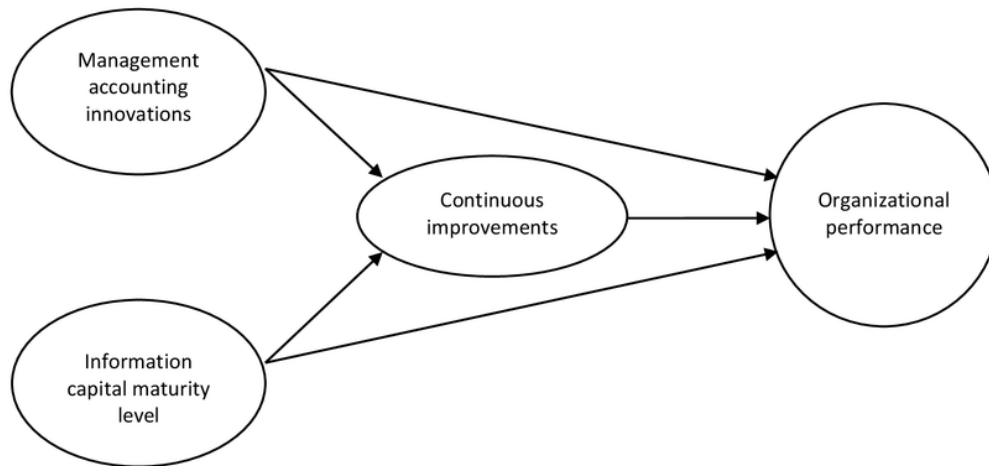 Management
accounting
innovations
Continuous
improvements
Organizational
performance
Information
capital maturity
level